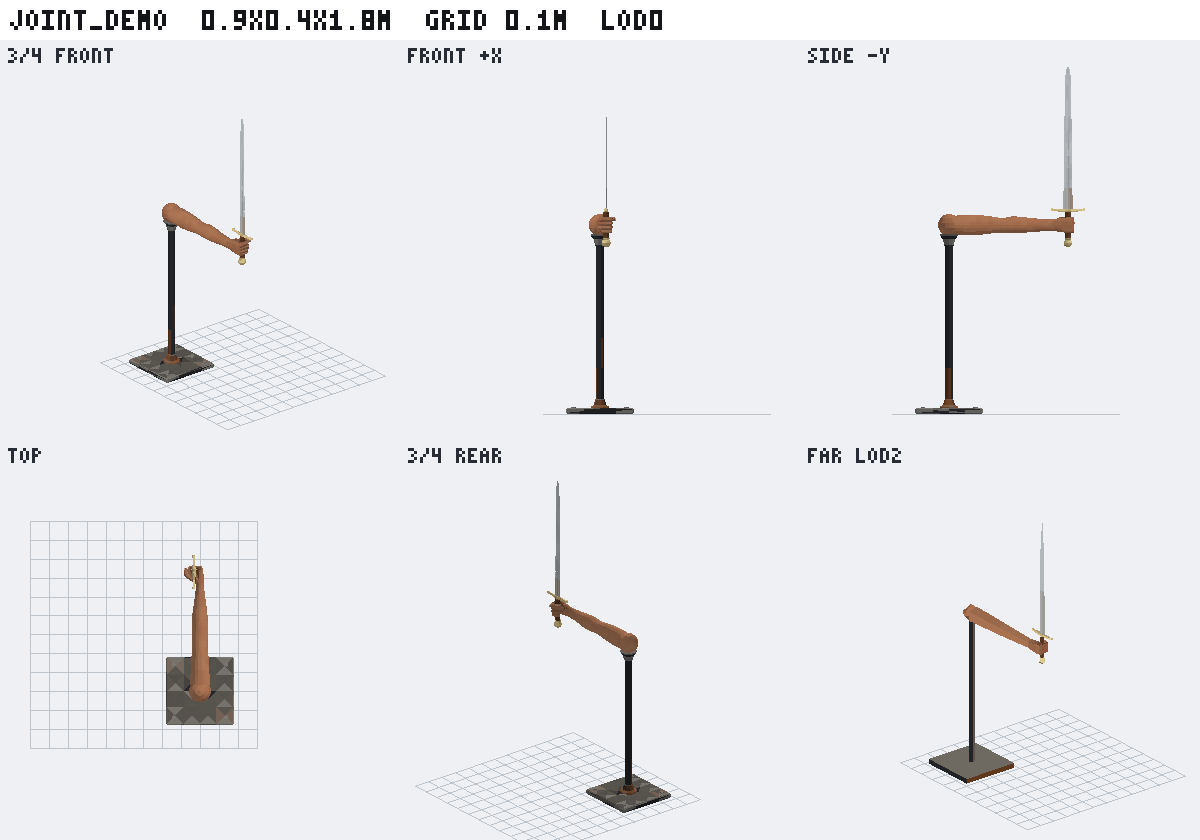 JOINT_DEMO 0.9X0.4X1.8M GRID 0.1M LOD0
3/4 FRONT
FRONT +X
SIDE -Y
TOP
3/4 REAR
FAR LOD2